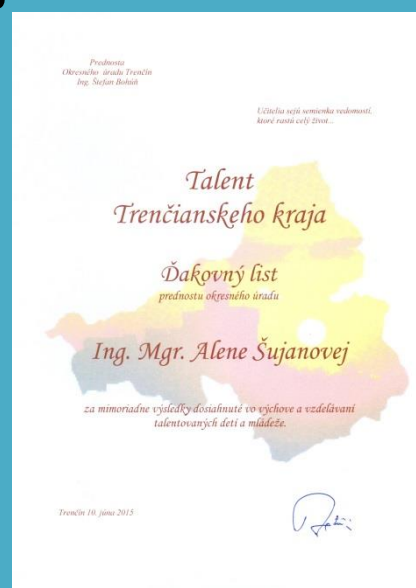 Prednosta
Okresného úradu Trenčín
Ing. Štefan Bohúň
Učitelia sejú semienka vedomostí,
ktoré rastú celý život...
Talent
Trenčianskeho kraja
Ďakovný list
prednostu okresného úradu
Ing. Mgr. Alene Šujanovej
za mimoriadne výsledky dosiahnuté vo výchove a vzdelávaní
talentovaných detí a mládeže.
Trenčín 10. júna 2015